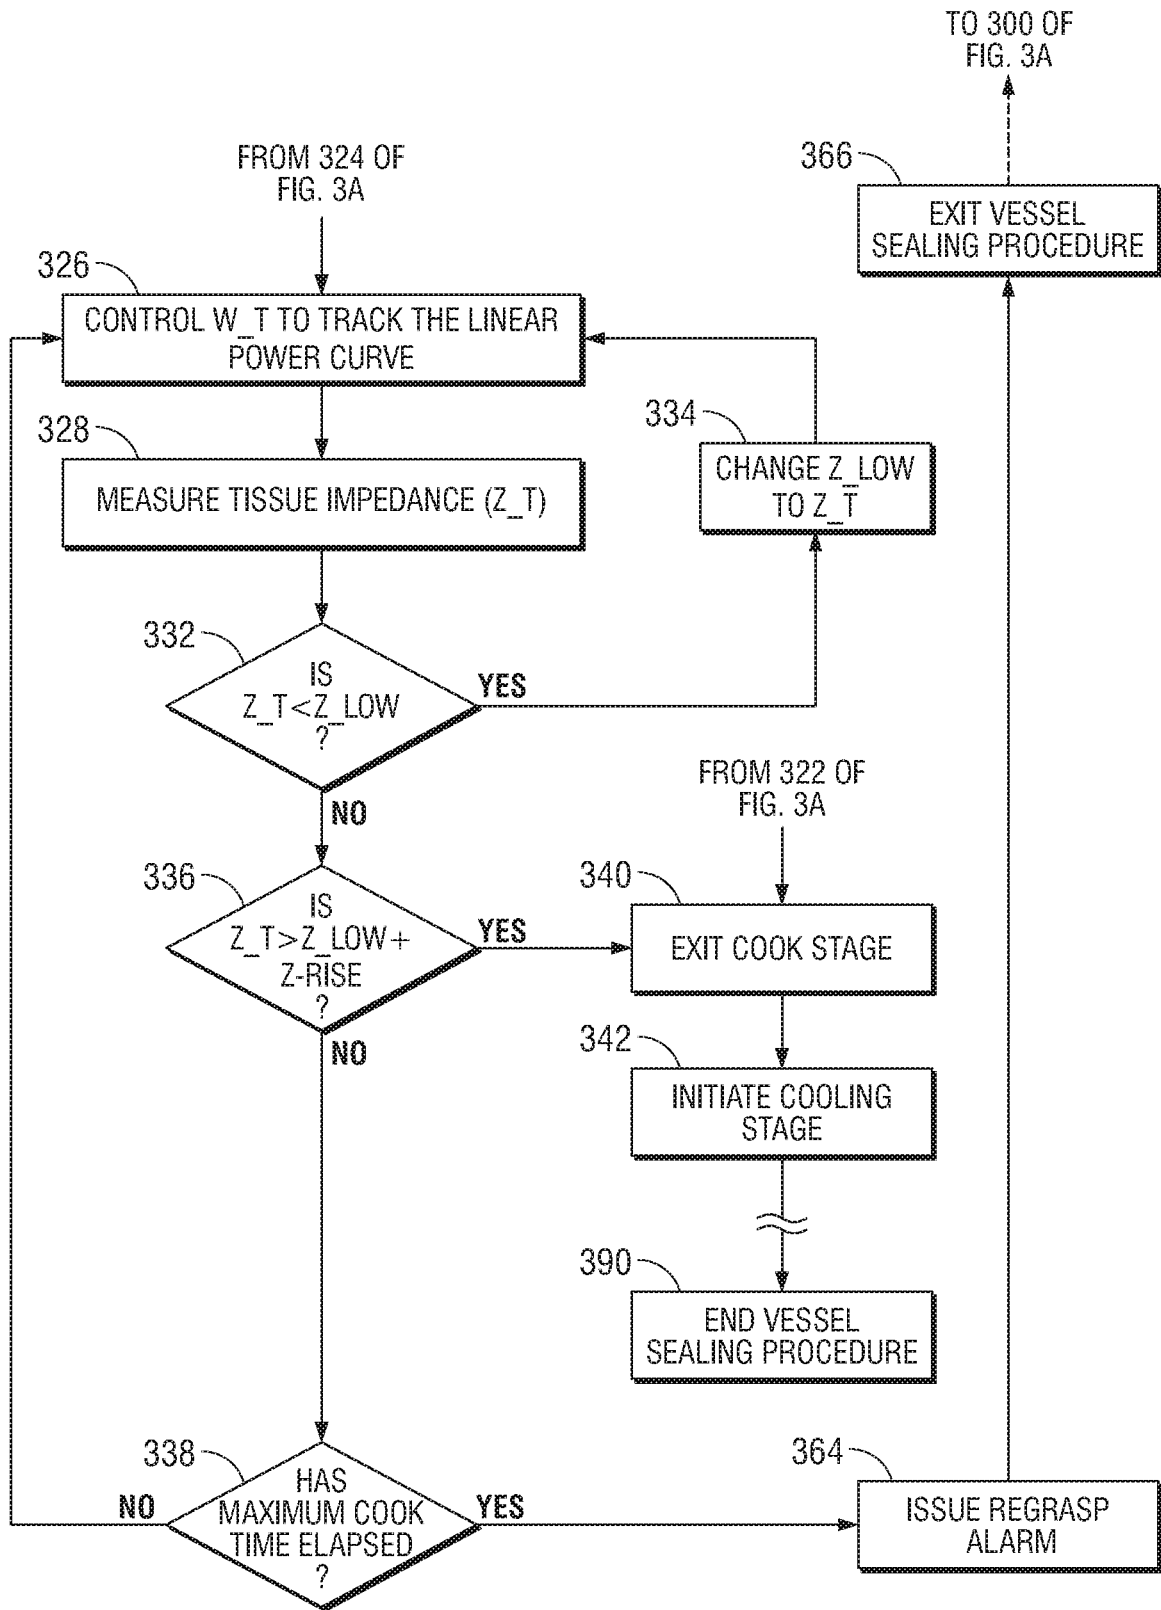 TO 300 OF
FIG. 3A
FROM 324 OF
FIG. 3A
366
EXIT VESSEL
SEALING PROCEDURE
326
CONTROL W_T TO TRACK THE LINEAR
POWER CURVE
334
CHANGE Z_LOW
TO Z_T
328
MEASURE TISSUE IMPEDANCE (Z_T)
332
IS
Z_T<Z_LOW
?
YES
NO
FROM 322 OF
FIG. 3A
336
IS
Z_T>Z_LOW+
Z-RISE
?
YES
NO
340
EXIT COOK STAGE
342
INITIATE COOLING
STAGE
390
END VESSEL
SEALING PROCEDURE
338
HAS
MAXIMUM COOK
TIME ELAPSED
?
NO
YES
364
ISSUE REGRASP
ALARM